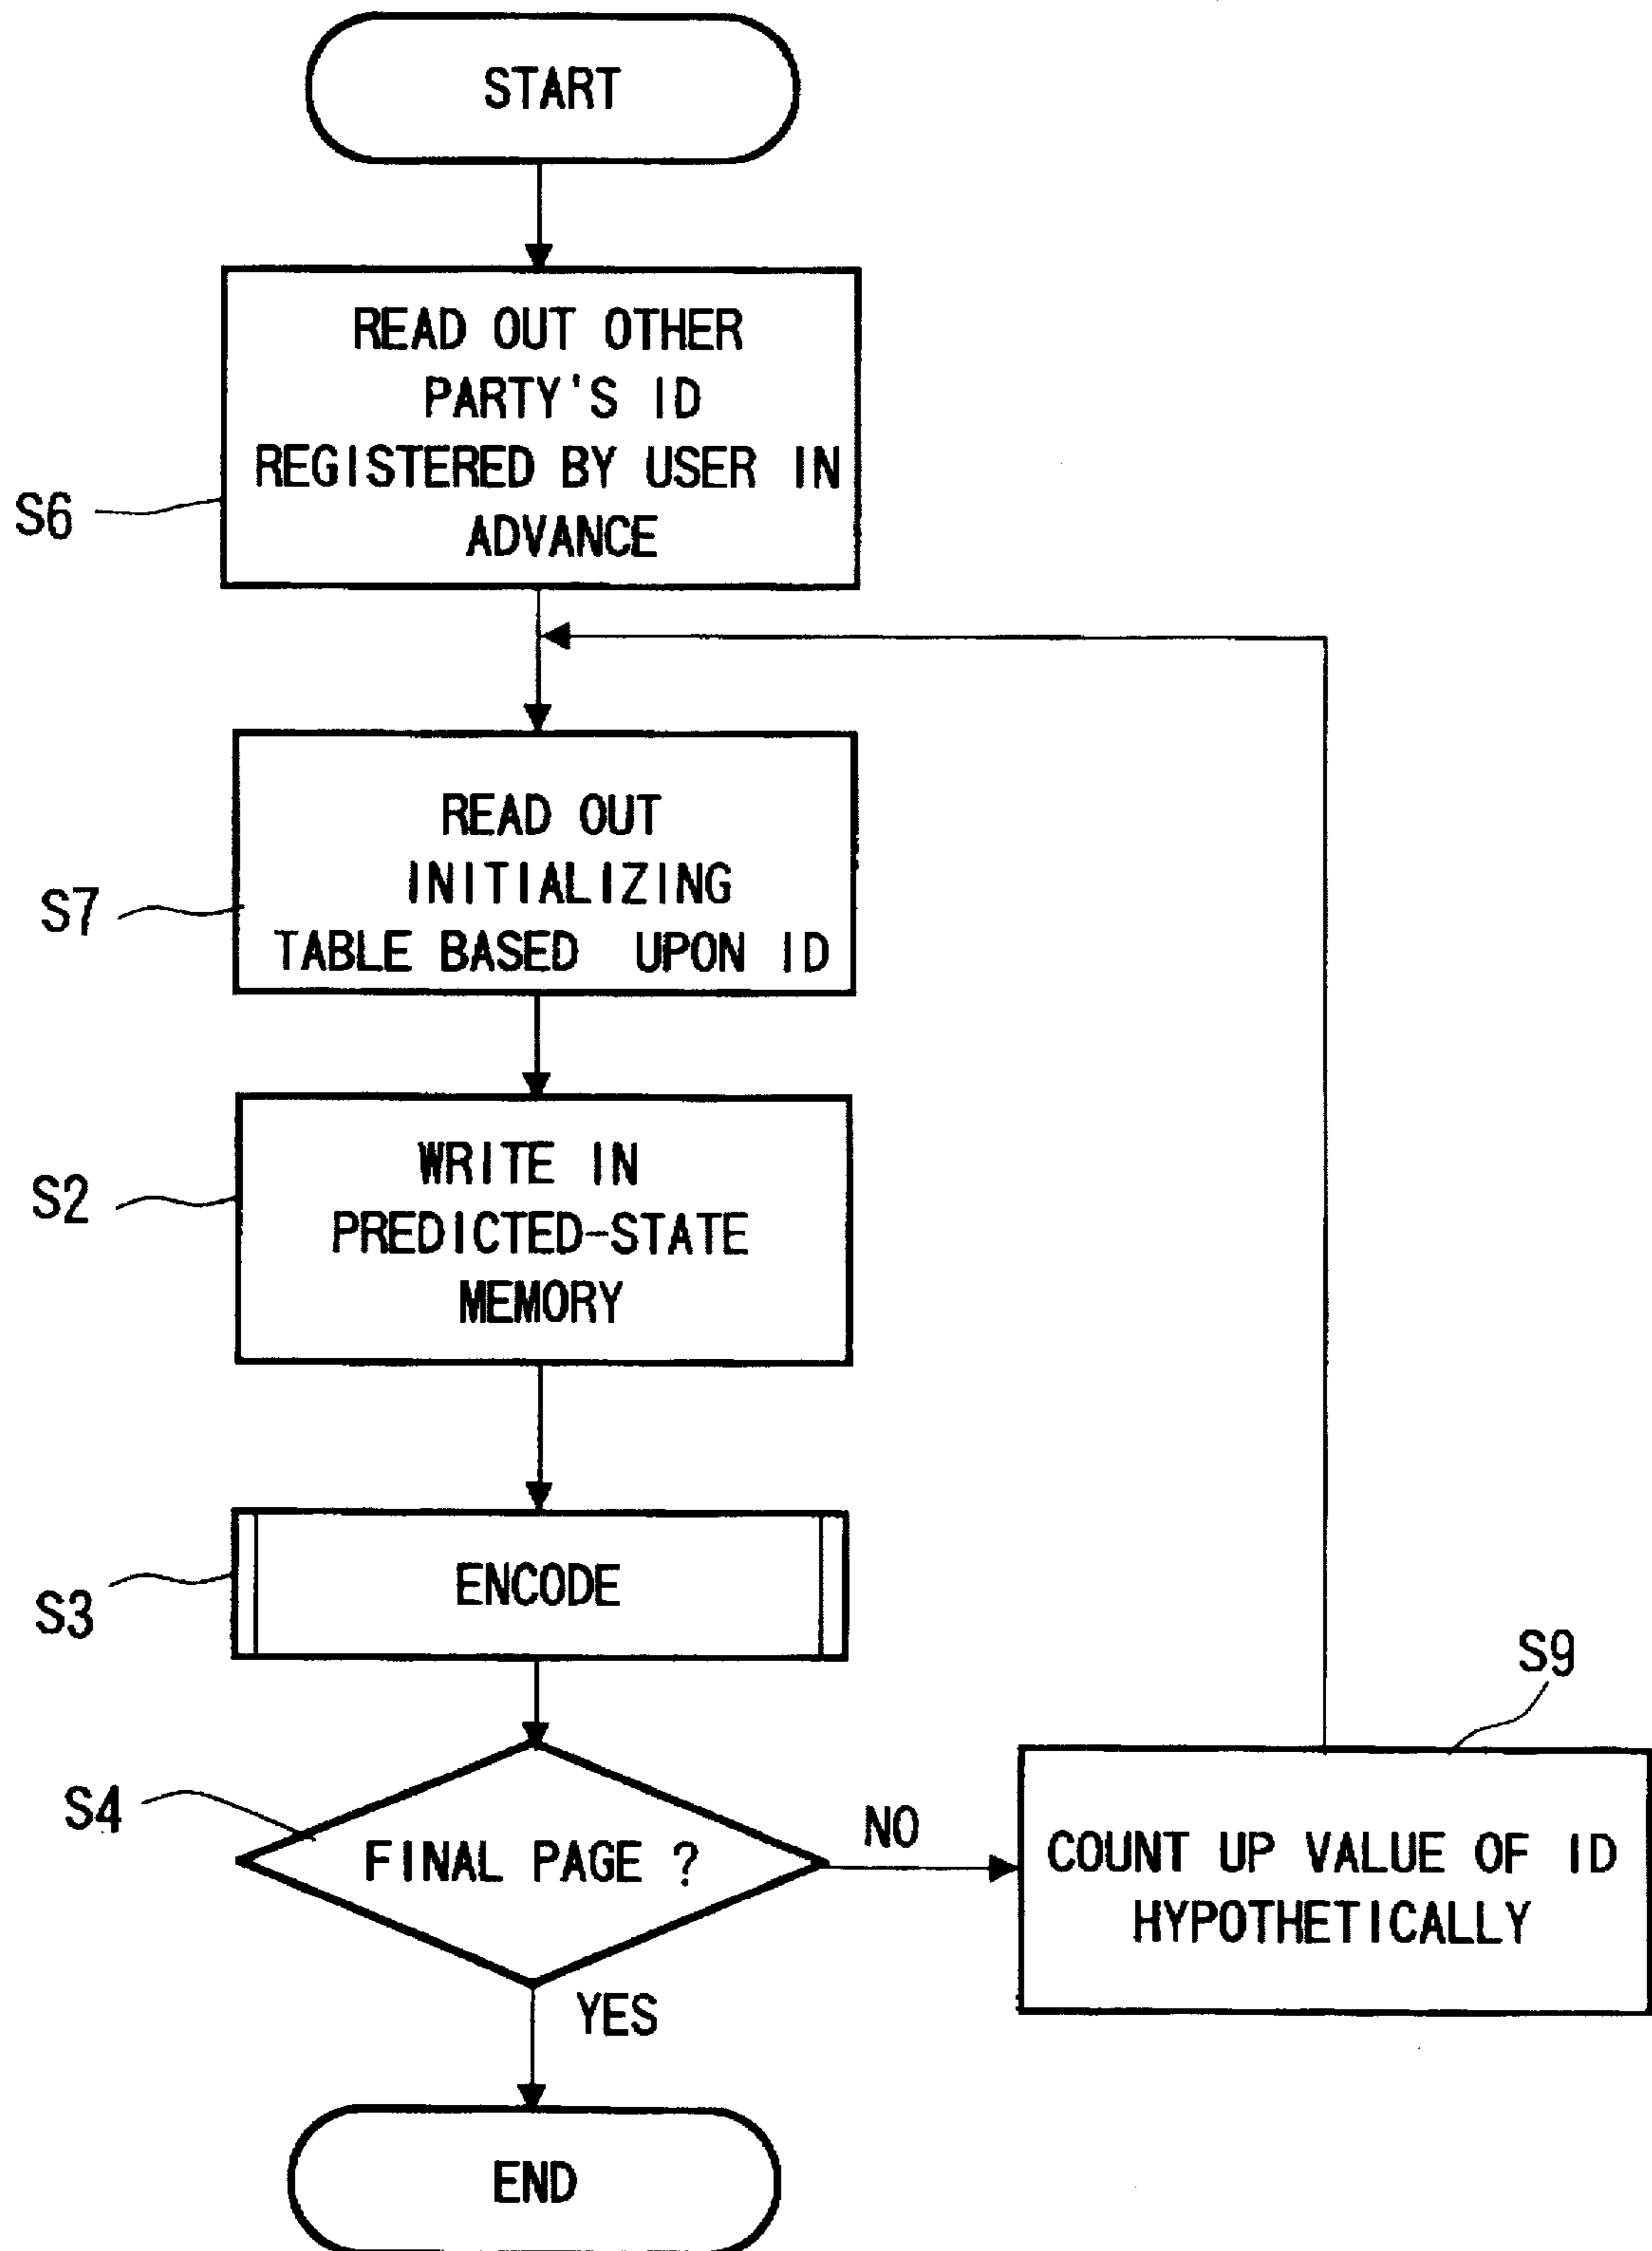 START
READ OUT OTHER
PARTY'S ID
REGISTERED BY USER IN
ADVANCE
S6
READ OUT
INITIALIZING
TABLE BASED UPON ID
S7
WRITE IN
PREDICTED-STATE
MEMORY
S2
ENCODE
S3
S9
S4
FINAL PAGE ?
NO
COUNT UP VALUE OF ID
HYPOTHETICALLY
YES
END